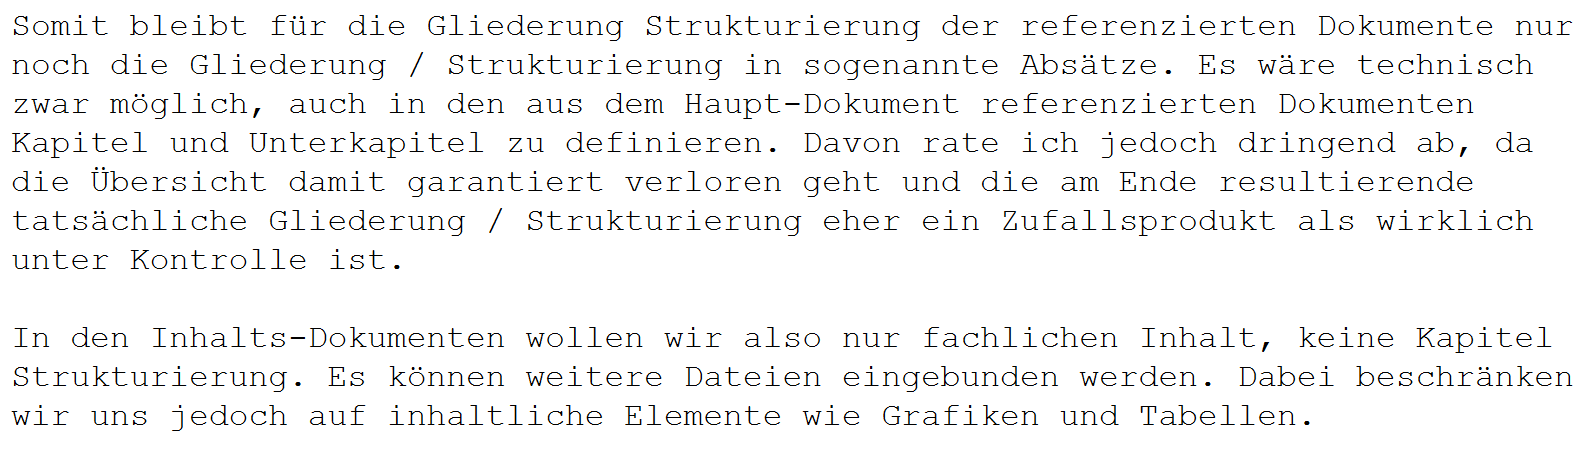 Somit bleibt für die Gliederung Strukturierung der referenzierten Dokumente nur
noch die Gliederung / Strukturierung in sogenannte Absätze. Es wäre technisch
zwar möglich, auch in den aus dem Haupt-Dokument referenzierten Dokumenten
Kapitel und Unterkapitel zu definieren. Davon rate ich jedoch dringend ab, da
die Übersicht damit garantiert verloren geht und die am Ende resultierende
tatsächliche Gliederung / Strukturierung eher ein Zufallsprodukt als wirklich
unter Kontrolle ist.

In den Inhalts-Dokumenten wollen wir also nur fachlichen Inhalt, keine Kapitel
Strukturierung. Es können weitere Dateien eingebunden werden. Dabei beschränken
wir uns jedoch auf inhaltliche Elemente wie Grafiken und Tabellen.